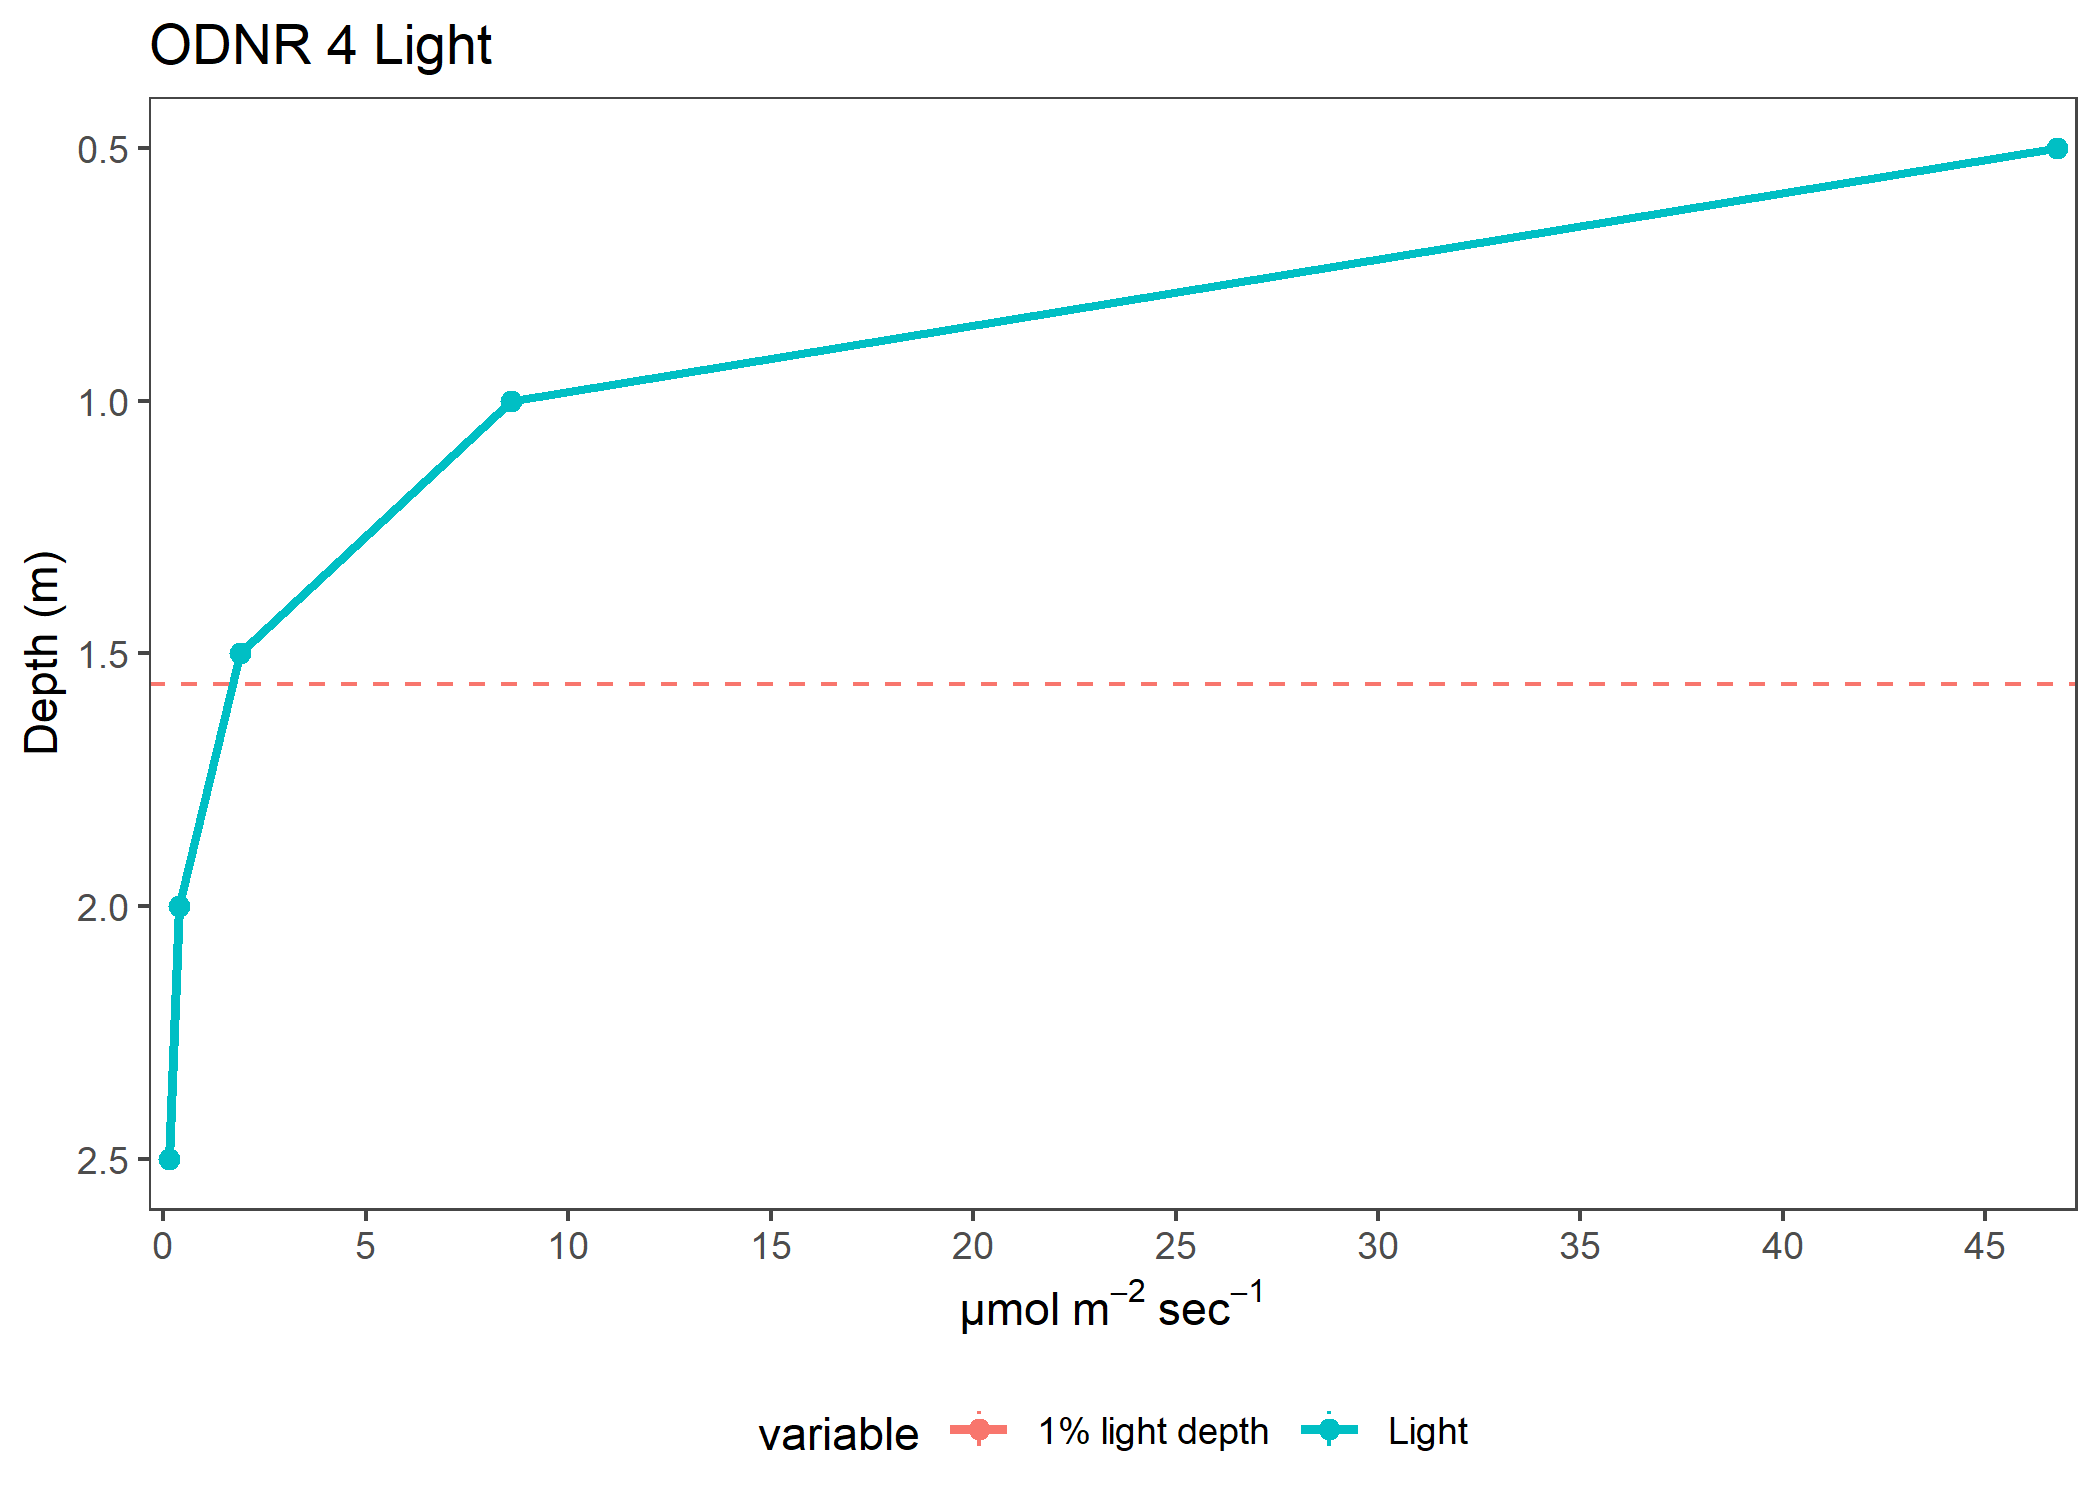 ODNR 4 Light
0.5
1.0
1.5
2.0
2.5
Depth (m)
0 5 10 15 20 25 30 35 40 45
μmol m⁻² sec⁻¹
variable 1% light depth Light